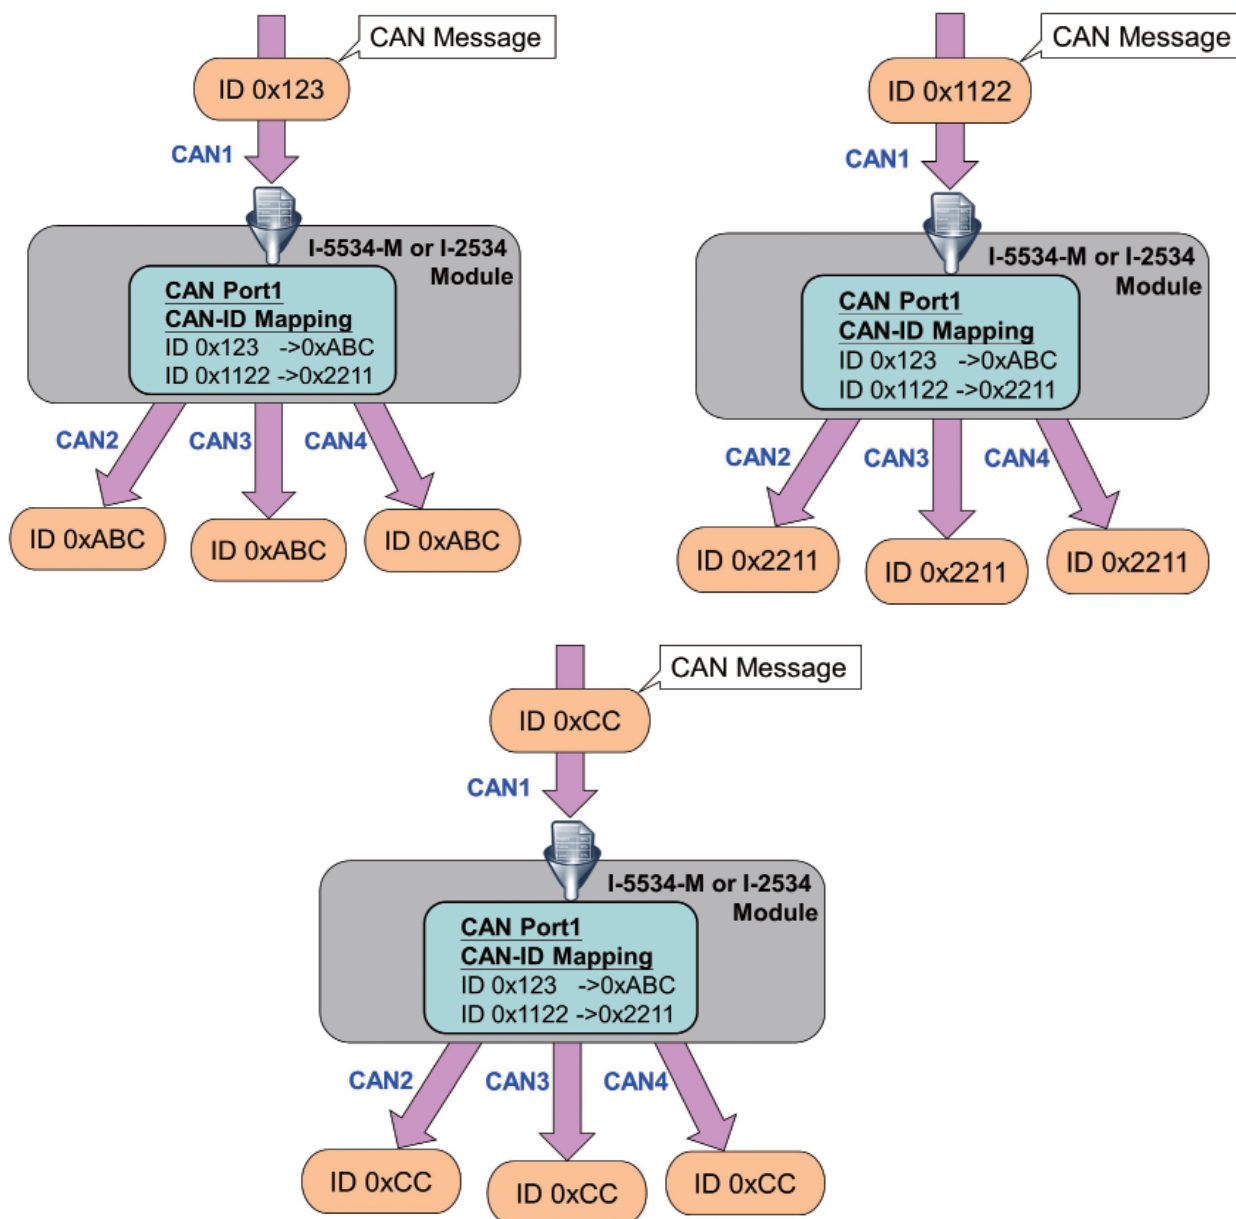 CAN Message
ID 0x123
CAN1
I-5534-M or I-2534
Module
CAN Port1
CAN-ID Mapping
ID 0x123 ->0xABC
ID 0x1122 ->0x2211
CAN2
CAN3
CAN4
ID 0xABC
ID 0xABC
ID 0xABC
CAN Message
ID 0x1122
CAN1
I-5534-M or I-2534
Module
CAN Port1
CAN-ID Mapping
ID 0x123 ->0xABC
ID 0x1122 ->0x2211
CAN2
CAN3
CAN4
ID 0x2211
ID 0x2211
ID 0x2211
CAN Message
ID 0xCC
CAN1
I-5534-M or I-2534
Module
CAN Port1
CAN-ID Mapping
ID 0x123 ->0xABC
ID 0x1122 ->0x2211
CAN2
CAN3
CAN4
ID 0xCC
ID 0xCC
ID 0xCC